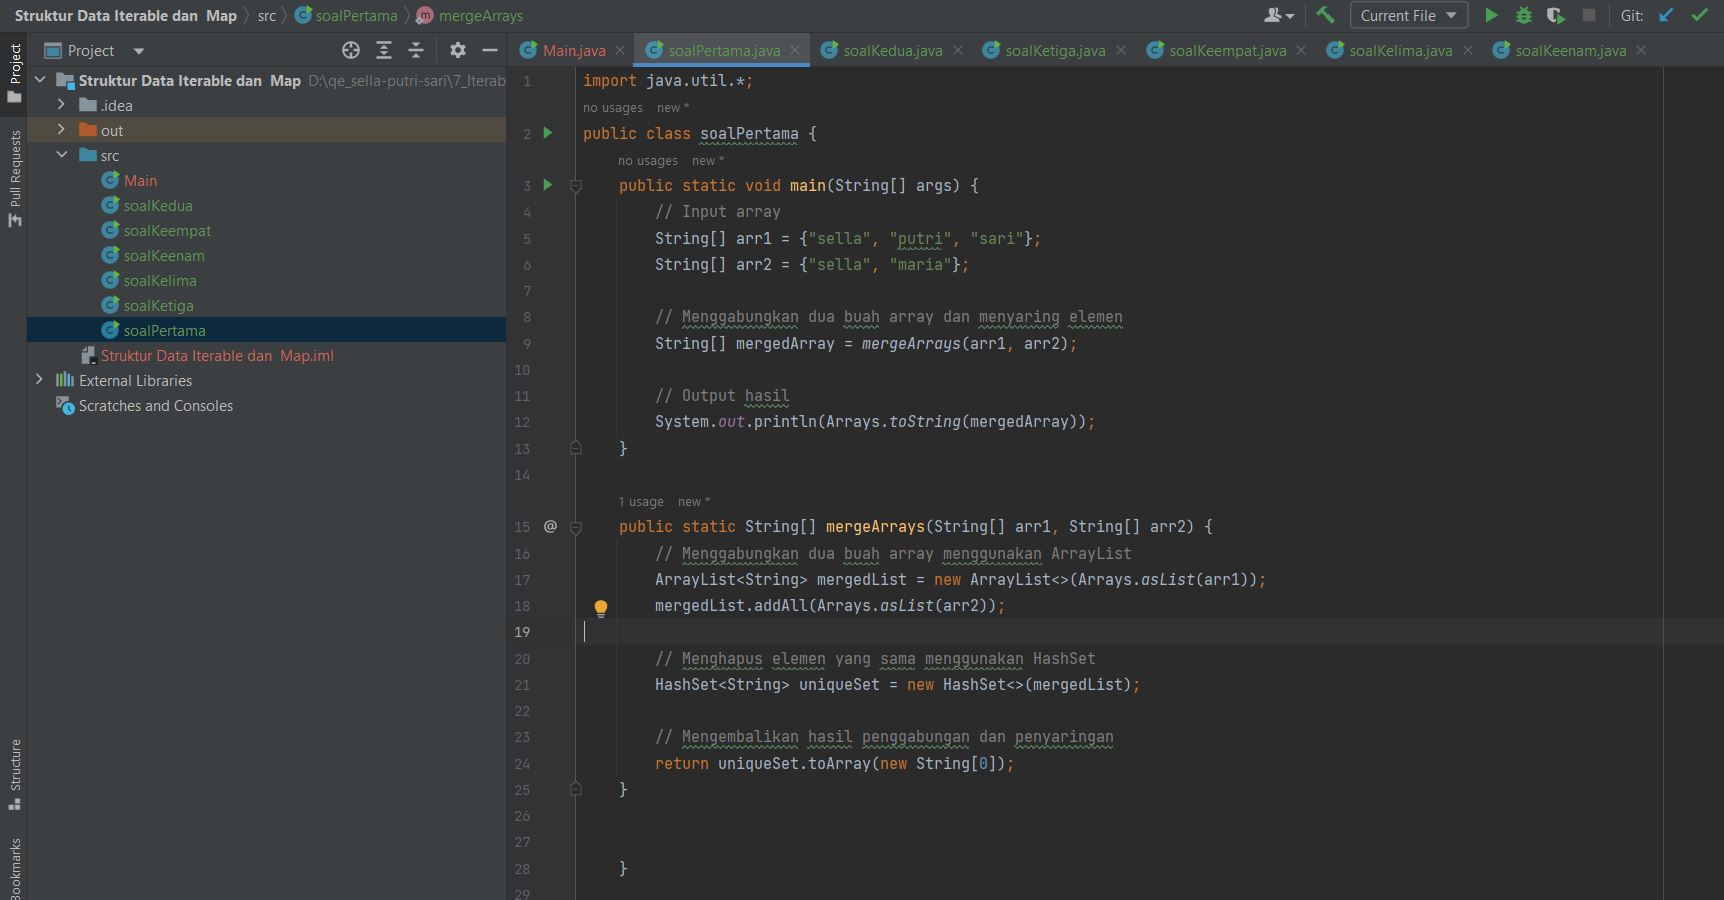 Struktur Data Iterable dan  Map
src
soalPertama
mergeArrays
Current File
Git:
Project
Main.java
soalPertama.java
soalKedua.java
soalKetiga.java
soalKeempat.java
soalKelima.java
soalKeenam.java
Project
Pull Requests
Structure
Bookmarks
Struktur Data Iterable dan  Map D:\qe_sella-putri-sari\7_Iterab
.idea
out
src
Main
soalKedua
soalKeempat
soalKeenam
soalKelima
soalKetiga
soalPertama
Struktur Data Iterable dan  Map.iml
External Libraries
Scratches and Consoles
1 import java.util.*;
no usages new *
2 public class soalPertama {
no usages new *
3 public static void main(String[] args) {
4 // Input array
5 String[] arr1 = {"sella", "putri", "sari"};
6 String[] arr2 = {"sella", "maria"};
7
8 // Menggabungkan dua buah array dan menyaring elemen
9 String[] mergedArray = mergeArrays(arr1, arr2);
10
11 // Output hasil
12 System.out.println(Arrays.toString(mergedArray));
13 }
14
1 usage new *
15 @ public static String[] mergeArrays(String[] arr1, String[] arr2) {
16 // Menggabungkan dua buah array menggunakan ArrayList
17 ArrayList<String> mergedList = new ArrayList<>(Arrays.asList(arr1));
18 mergedList.addAll(Arrays.asList(arr2));
19
20 // Menghapus elemen yang sama menggunakan HashSet
21 HashSet<String> uniqueSet = new HashSet<>(mergedList);
22
23 // Mengembalikan hasil penggabungan dan penyaringan
24 return uniqueSet.toArray(new String[0]);
25 }
26
27
28 }
29